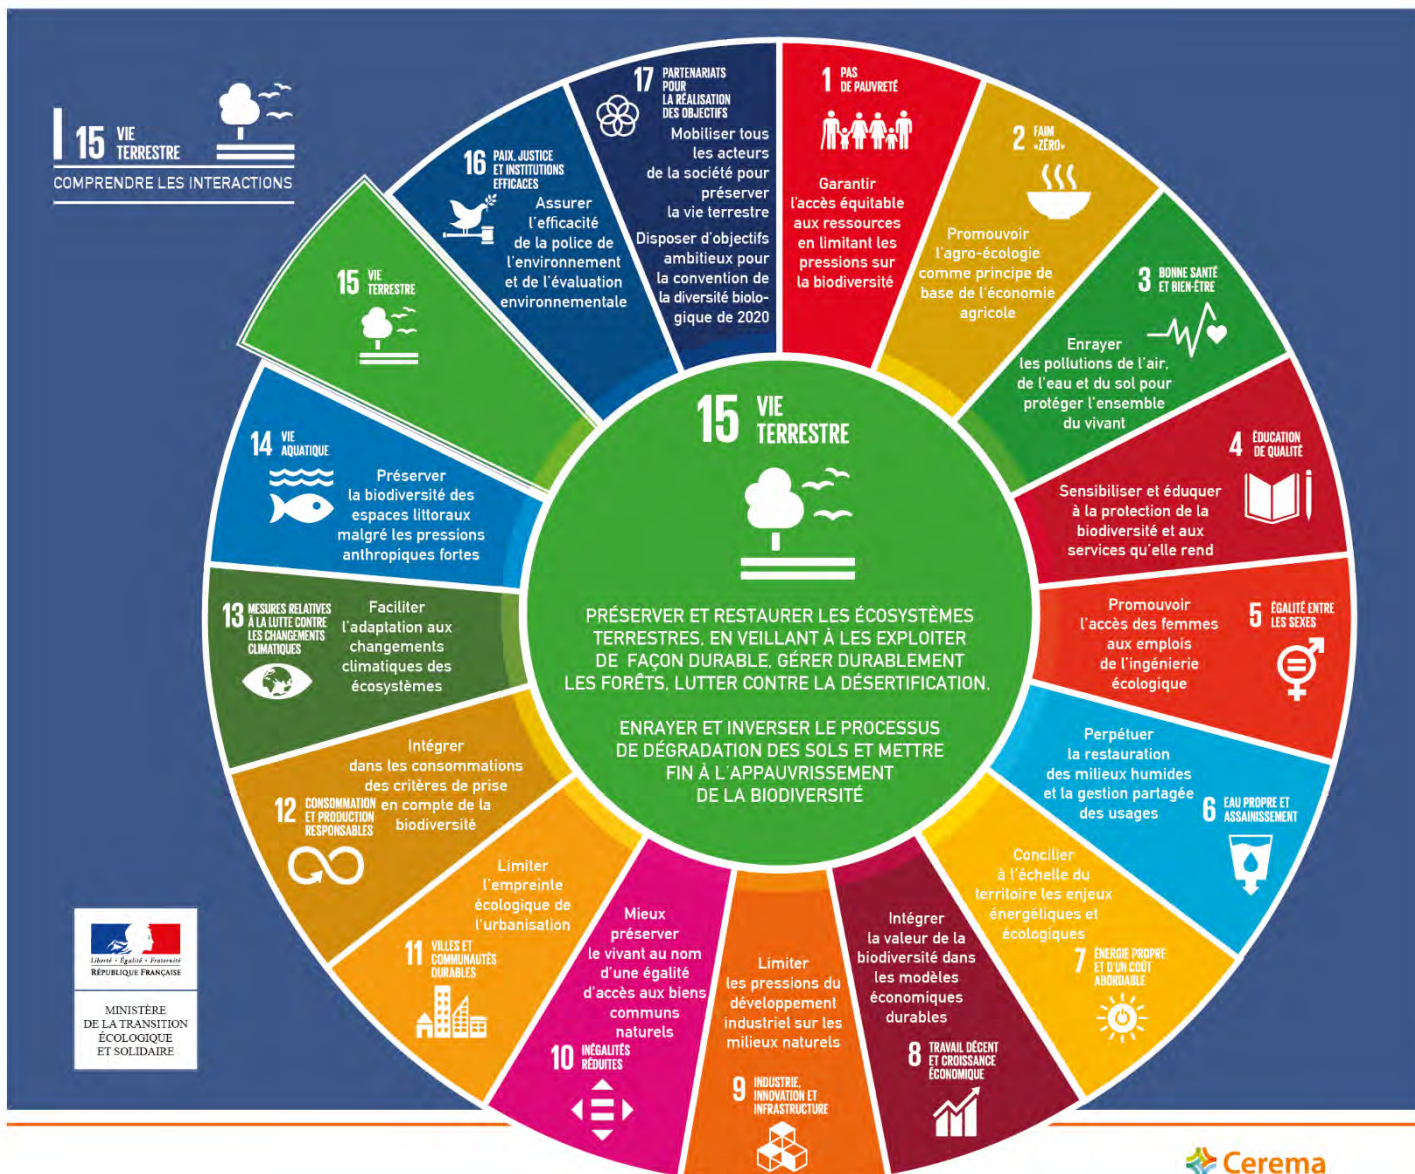 15 VIE
TERRESTRE
COMPRENDRE LES INTERACTIONS
1 PAS
DE PAUVRETÉ
Garantir
l'accès équitable
aux ressources
en limitant les
pressions sur
la biodiversité
2 FAIM
«ZÉRO»
Promouvoir
l'agro-écologie
comme principe de
base de l'économie
agricole
3 BONNE SANTÉ
ET BIEN-ÊTRE
Enrayer
les pollutions de l'air,
de l'eau et du sol pour
protéger l'ensemble
du vivant
4 ÉDUCATION
DE QUALITÉ
Sensibiliser et éduquer
à la protection de la
biodiversité et aux
services qu'elle rend
5 ÉGALITÉ ENTRE
LES SEXES
Promouvoir
l'accès des femmes
aux emplois
de l'ingénierie
écologique
6 EAU PROPRE ET
ASSAINISSEMENT
Perpétuer
la restauration
des milieux humides
et la gestion partagée
des usages
7 ÉNERGIE PROPRE
ET D'UN COÛT
ABORDABLE
Concilier
à l'échelle du
territoire les enjeux
énergétiques et
écologiques
8 TRAVAIL DÉCENT
ET CROISSANCE
ÉCONOMIQUE
Intégrer
la valeur de la
biodiversité dans
les modèles
économiques
durables
9 INDUSTRIE,
INNOVATION ET
INFRASTRUCTURE
Limiter
les pressions du
développement
industriel sur les
milieux naturels
10 INÉGALITÉS
RÉDUITES
Mieux
préserver
le vivant au nom
d'une égalité
d'accès aux biens
communs
naturels
11 VILLES ET
COMMUNAUTÉS
DURABLES
Limiter
l'empreinte
écologique de
l'urbanisation
12 CONSOMMATION
ET PRODUCTION
RESPONSABLES
Intégrer
dans les consommations
des critères de prise
en compte de la
biodiversité
13 MESURES RELATIVES
À LA LUTTE CONTRE
LES CHANGEMENTS
CLIMATIQUES
Faciliter
l'adaptation aux
changements
climatiques des
écosystèmes
14 VIE
AQUATIQUE
Préserver
la biodiversité des
espaces littoraux
malgré les pressions
anthropiques fortes
15 VIE
TERRESTRE
16 PAIX, JUSTICE
ET INSTITUTIONS
EFFICACES
Assurer
l'efficacité
de la police de
l'environnement
et de l'évaluation
environnementale
17 PARTENARIATS
POUR
LA RÉALISATION
DES OBJECTIFS
Mobiliser tous
les acteurs
de la société pour
préserver
la vie terrestre
Disposer d'objectifs
ambitieux pour
la convention de
la diversité biolo-
gique de 2020
15 VIE
TERRESTRE
PRÉSERVER ET RESTAURER LES ÉCOSYSTÈMES
TERRESTRES, EN VEILLANT À LES EXPLOITER
DE FAÇON DURABLE, GÉRER DURABLEMENT
LES FORÊTS, LUTTER CONTRE LA DÉSERTIFICATION.
ENRAYER ET INVERSER LE PROCESSUS
DE DÉGRADATION DES SOLS ET METTRE
FIN À L'APPAUVRISSEMENT
DE LA BIODIVERSITÉ
Liberté • Égalité • Fraternité
RÉPUBLIQUE FRANÇAISE
MINISTÈRE
DE LA TRANSITION
ÉCOLOGIQUE
ET SOLIDAIRE
Cerema